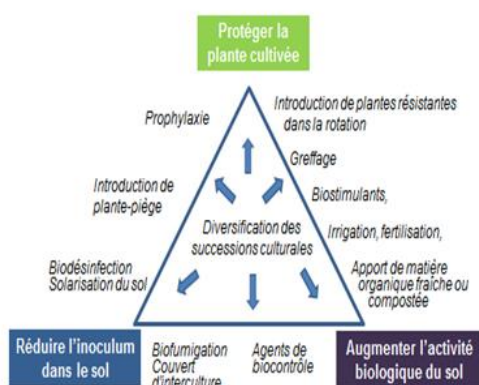 Protéger la
plante cultivée
Prophylaxie
Introduction de plantes résistantes
dans la rotation
Greffage
Introduction de
plante-piège
Biostimulants,
Diversification des
successions culturales
Irrigation, fertilisation,
Biodésinfection
Solarisation du sol
Apport de matière
organique fraîche ou
compostée
Réduire l'inoculum
dans le sol
Biofumigation
Couvert
d'interculture
Agents de
biocontrôle
Augmenter l'activité
biologique du sol